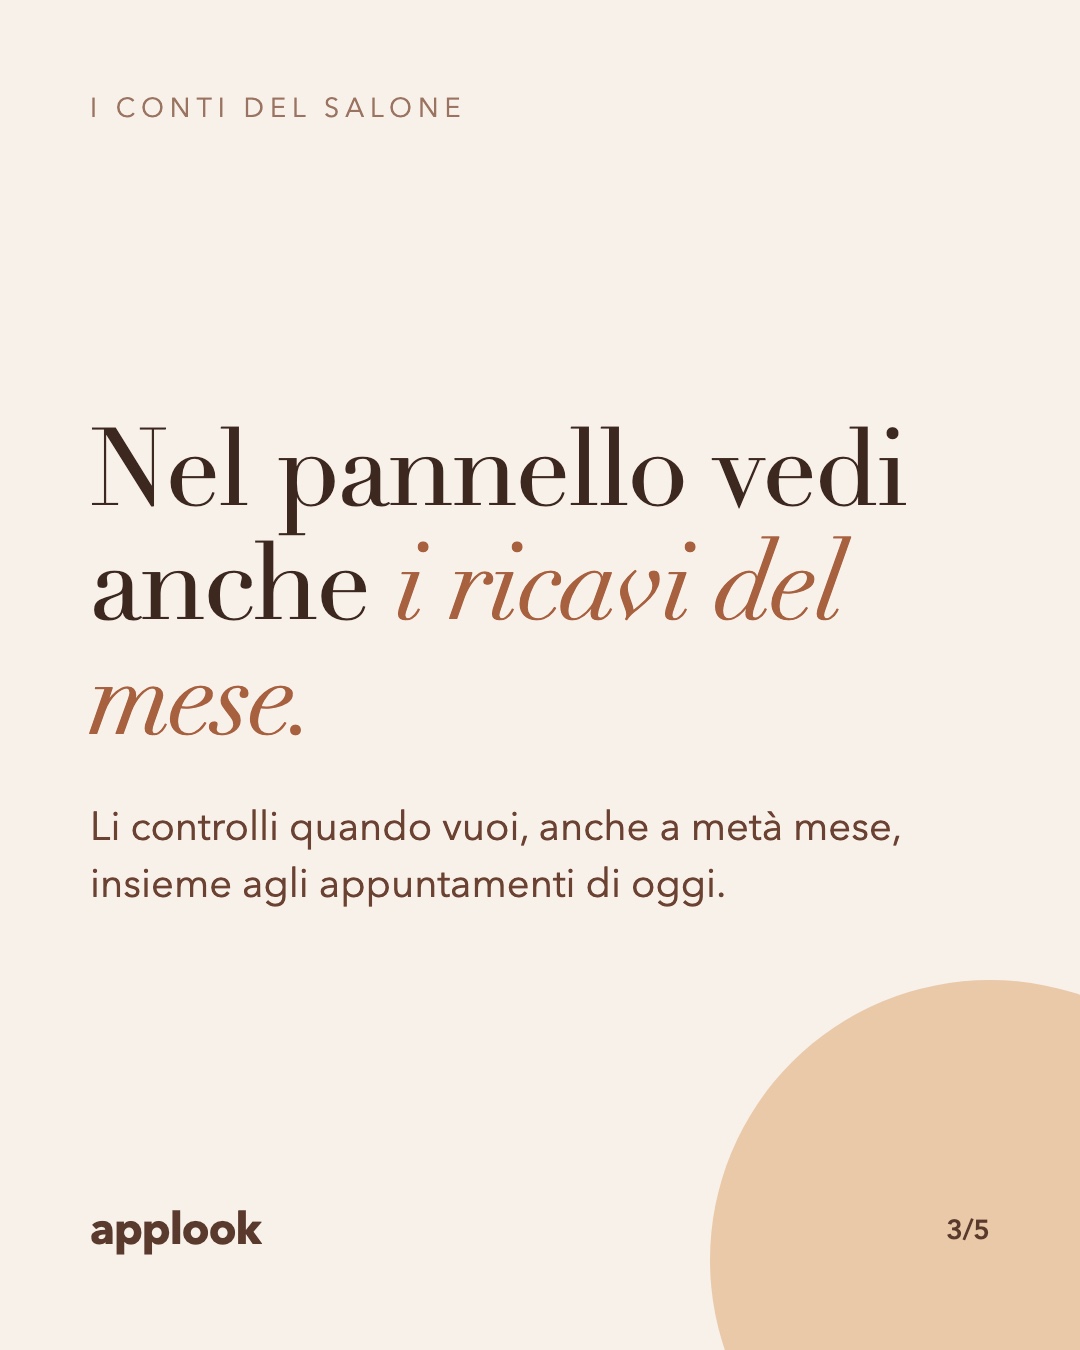 I CONTI DEL SALONE
Nel pannello vedi
anche i ricavi del
mese.
Li controlli quando vuoi, anche a metà mese,
insieme agli appuntamenti di oggi.
applook
3/5